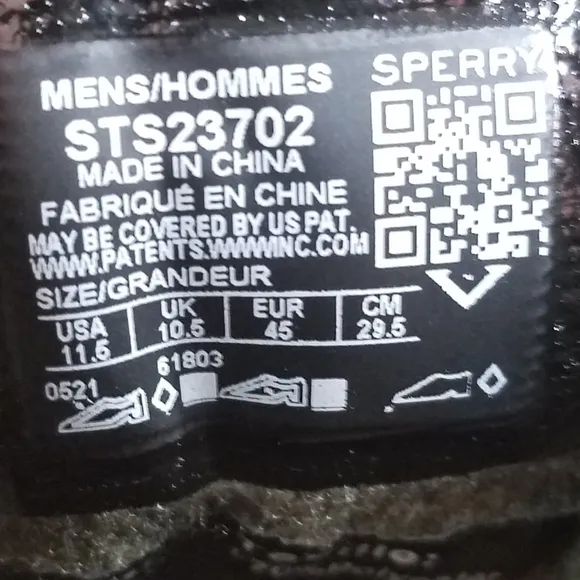 SPERRY
MENS/HOMMES
STS23702
MADE IN CHINA
FABRIQUÉ EN CHINE
MAY BE COVERED BY US PAT.
WWW.PATENTS.WWWINC.COM
SIZE/GRANDEUR
USA UK EUR CM
11.5 10.5 45 29.5
0521 61803